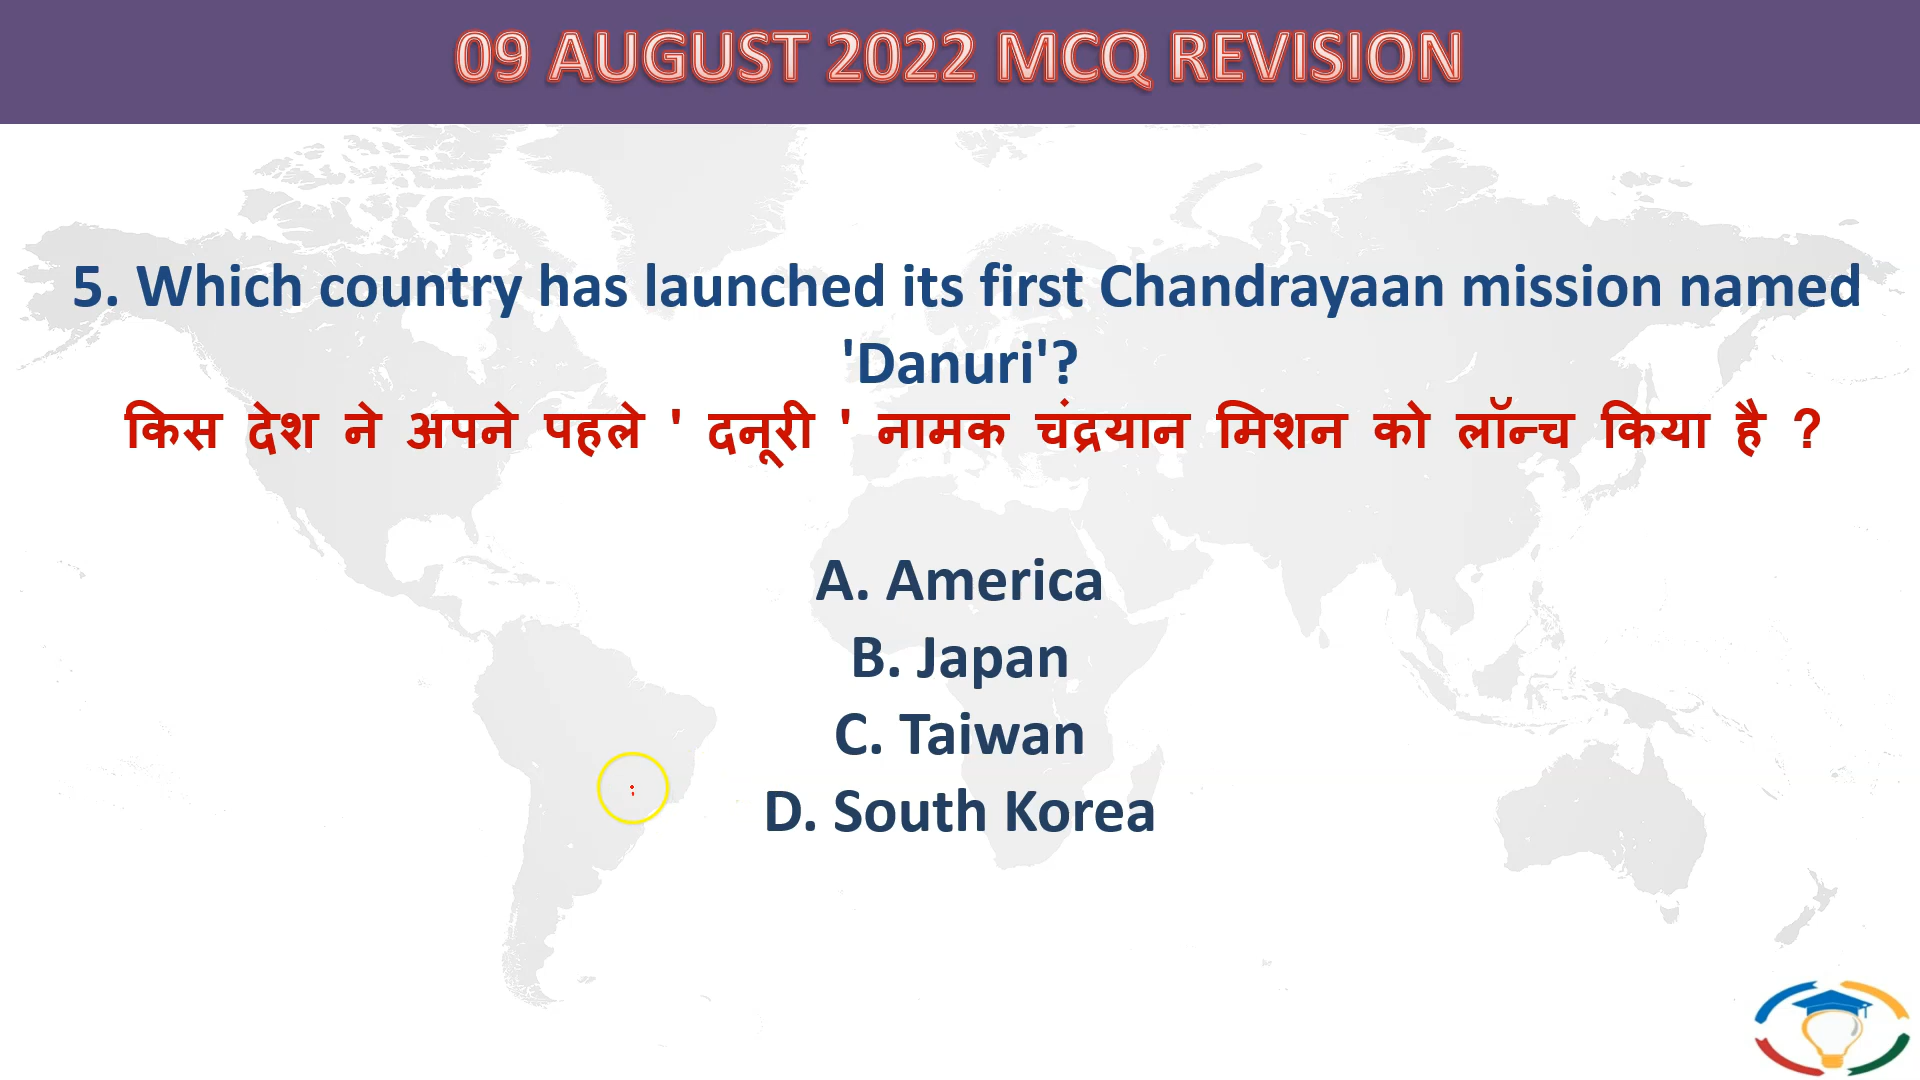 09 AUGUST 2022 MCQ REVISION
5. Which country has launched its first Chandrayaan mission named
'Danuri'?
किस देश ने अपने पहले ' दनूरी ' नामक चंद्रयान मिशन को लॉन्च किया है ?
A. America
B. Japan
C. Taiwan
D. South Korea